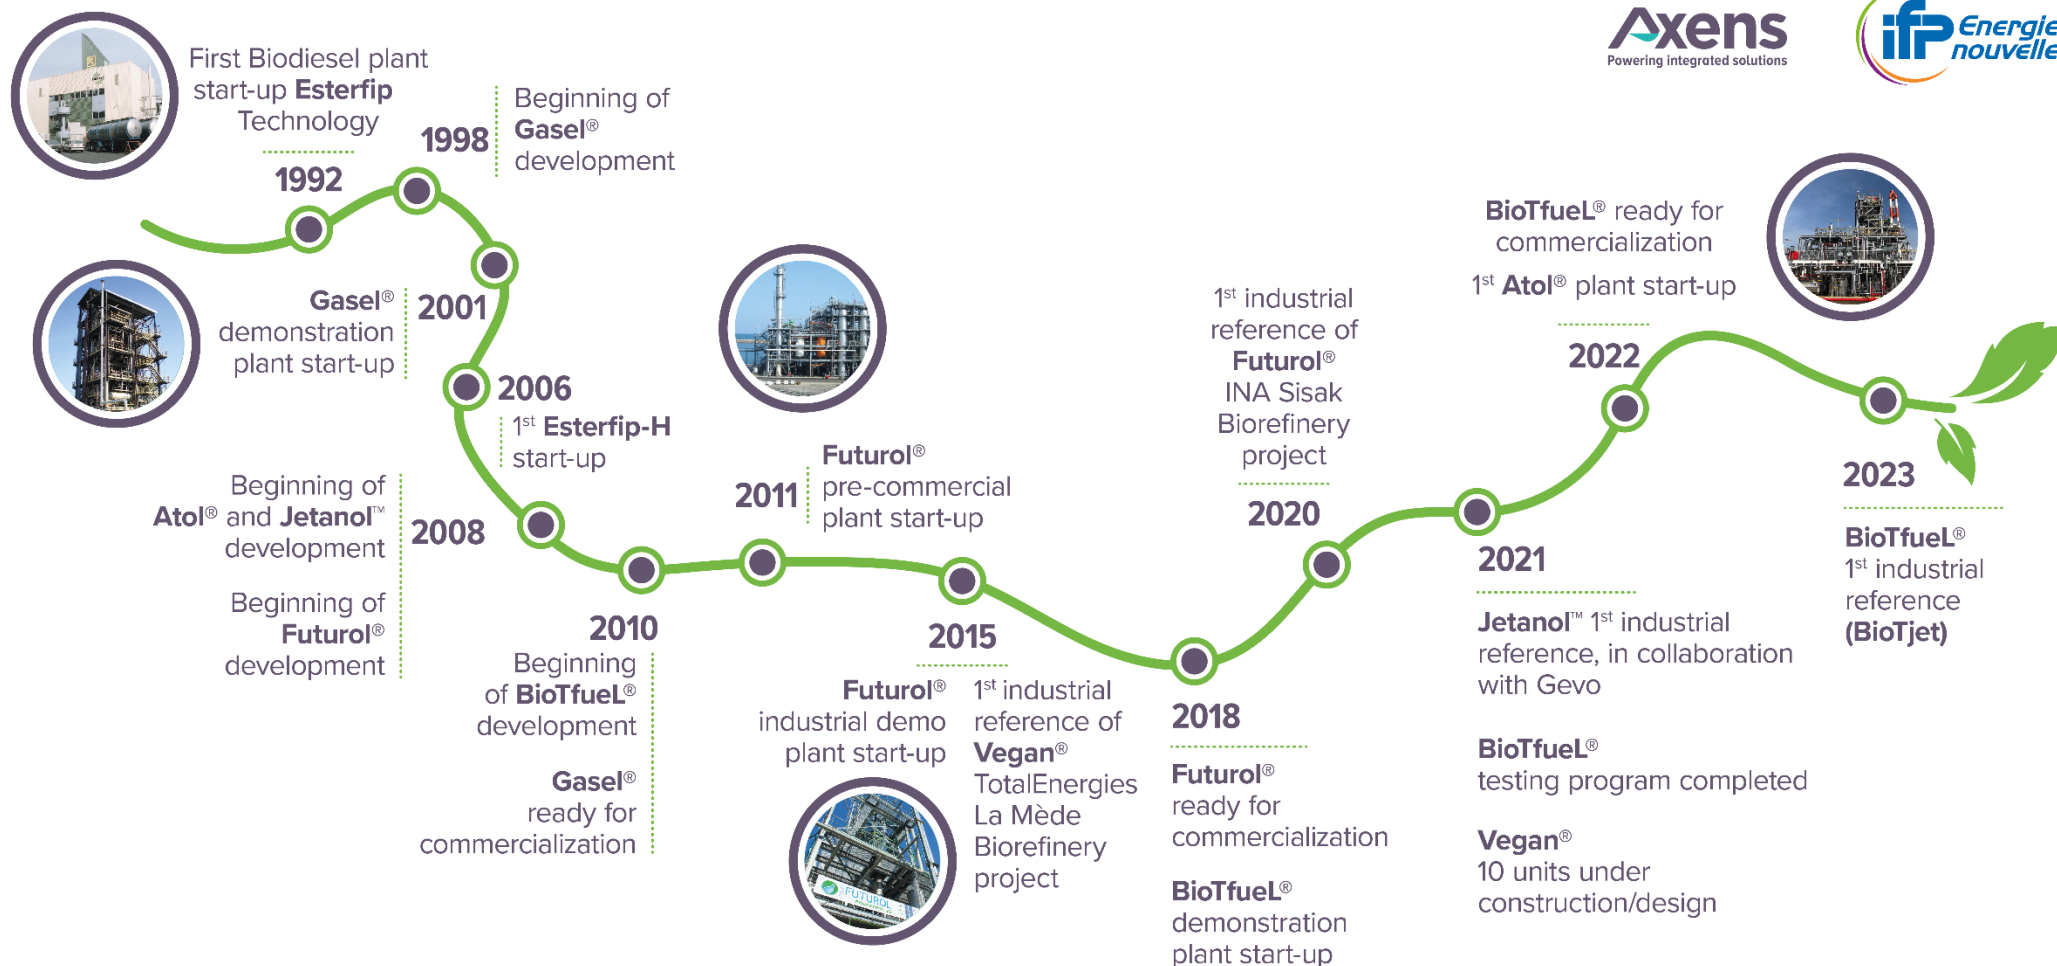 Axens
Powering integrated solutions
ifp Energie
nouvelle
First Biodiesel plant
start-up Esterfip
Technology
1992
1998
Beginning of
Gasel®
development
Gasel®
demonstration
plant start-up
2001
2006
1st Esterfip-H
start-up
Beginning of
Atol® and Jetanol™
development
Beginning of
Futurol®
development
2008
2010
Beginning
of BioTfueL®
development
Gasel®
ready for
commercialization
2011
Futurol®
pre-commercial
plant start-up
2015
Futurol®
industrial demo
plant start-up
FUTUROL
1st industrial
reference of
Vegan®
TotalEnergies
La Mède
Biorefinery
project
2018
Futurol®
ready for
commercialization
BioTfueL®
demonstration
plant start-up
1st industrial
reference of
Futurol®
INA Sisak
Biorefinery
project
2020
2021
Jetanol™ 1st industrial
reference, in collaboration
with Gevo
BioTfueL®
testing program completed
Vegan®
10 units under
construction/design
BioTfueL® ready for
commercialization
1st Atol® plant start-up
2022
2023
BioTfueL®
1st industrial
reference
(BioTjet)